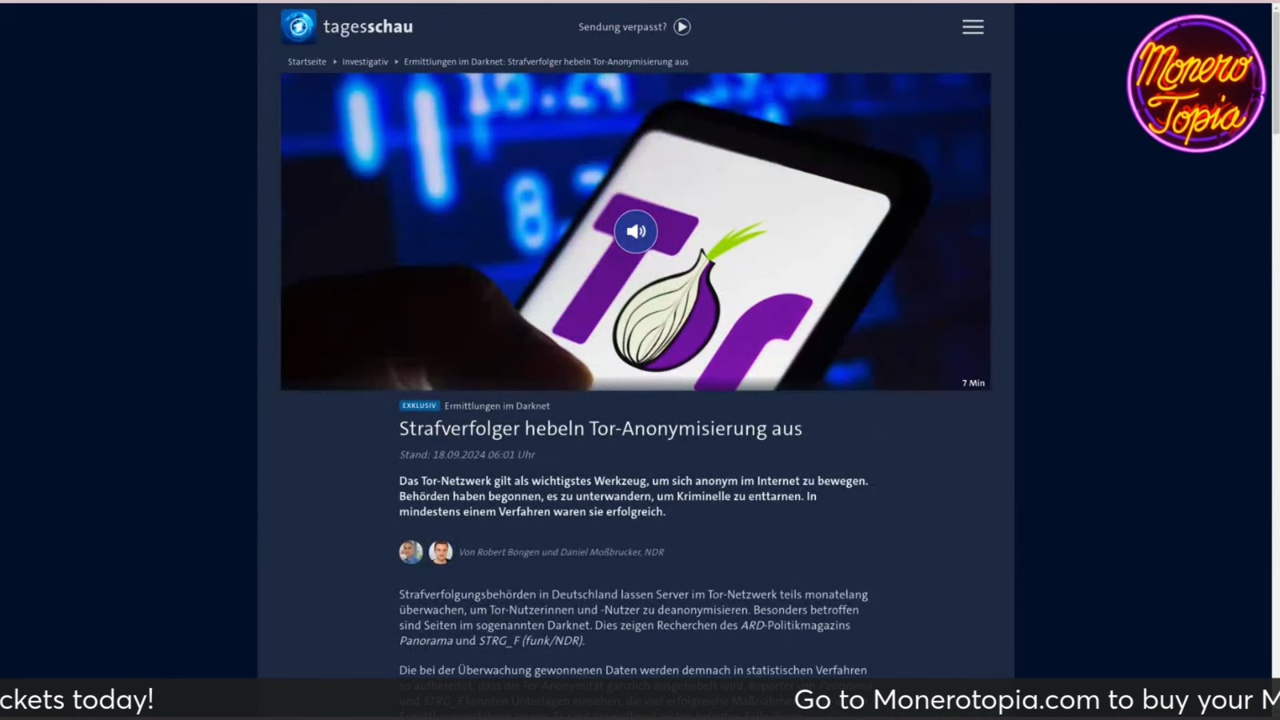 tagesschau
Sendung verpasst?
Monero
Topia
Startseite Investigativ Ermittlungen im Darknet: Strafverfolger hebeln Tor-Anonymisierung aus
Tor
7 Min
EXKLUSIV Ermittlungen im Darknet
Strafverfolger hebeln Tor-Anonymisierung aus
Stand: 18.09.2024 06:01 Uhr
Das Tor-Netzwerk gilt als wichtigstes Werkzeug, um sich anonym im Internet zu bewegen.
Behörden haben begonnen, es zu unterwandern, um Kriminelle zu enttarnen. In
mindestens einem Verfahren waren sie erfolgreich.
Von Robert Bongen und Daniel Moßbrucker, NDR
Strafverfolgungsbehörden in Deutschland lassen Server im Tor-Netzwerk teils monatelang
überwachen, um Tor-Nutzerinnen und -Nutzer zu deanonymisieren. Besonders betroffen
sind Seiten im sogenannten Darknet. Dies zeigen Recherchen des ARD-Politikmagazins
Panorama und STRG_F (funk/NDR).
Die bei der Überwachung gewonnenen Daten werden demnach in statistischen Verfahren
ckets today! Go to Monerotopia.com to buy your M